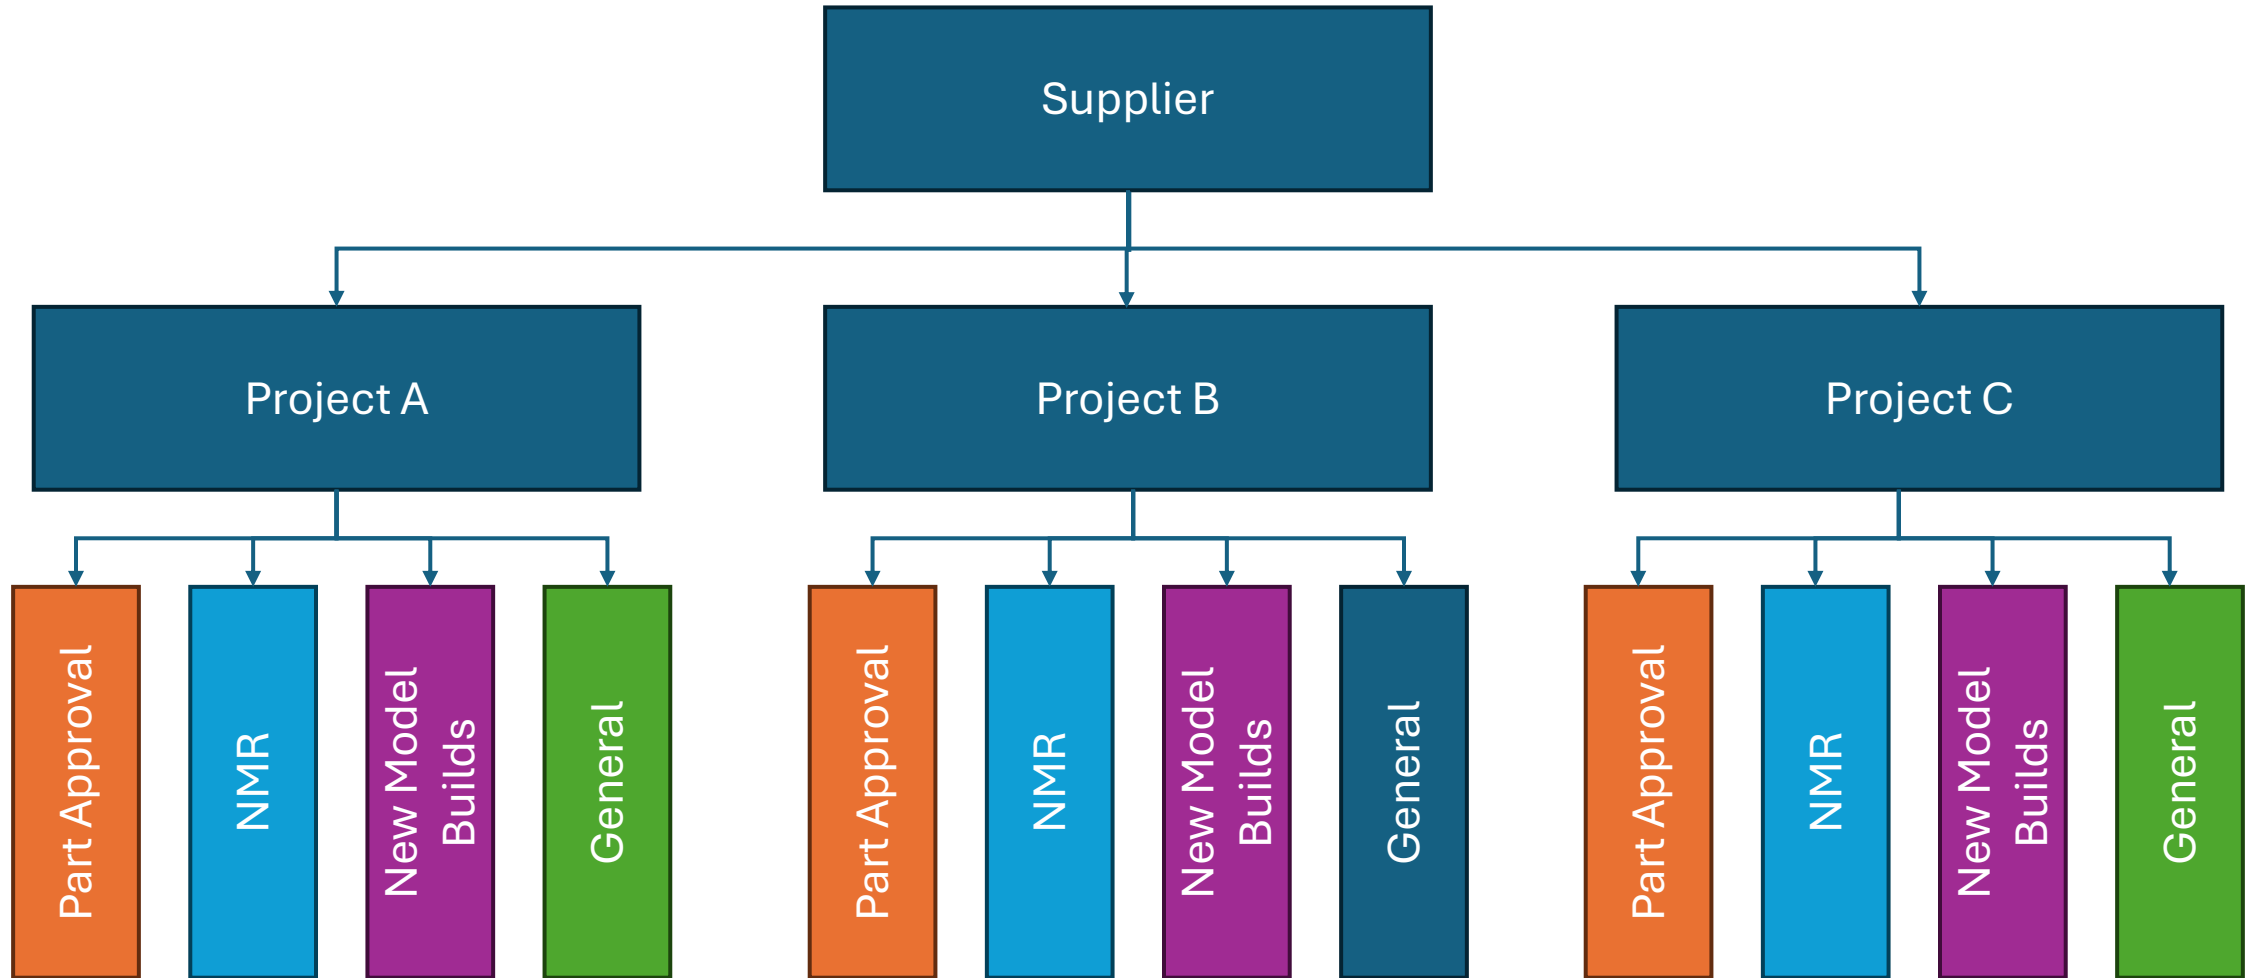 Supplier
Project A
Project B
Project C
Part Approval
NMR
New Model
Builds
General
Part Approval
NMR
New Model
Builds
General
Part Approval
NMR
New Model
Builds
General